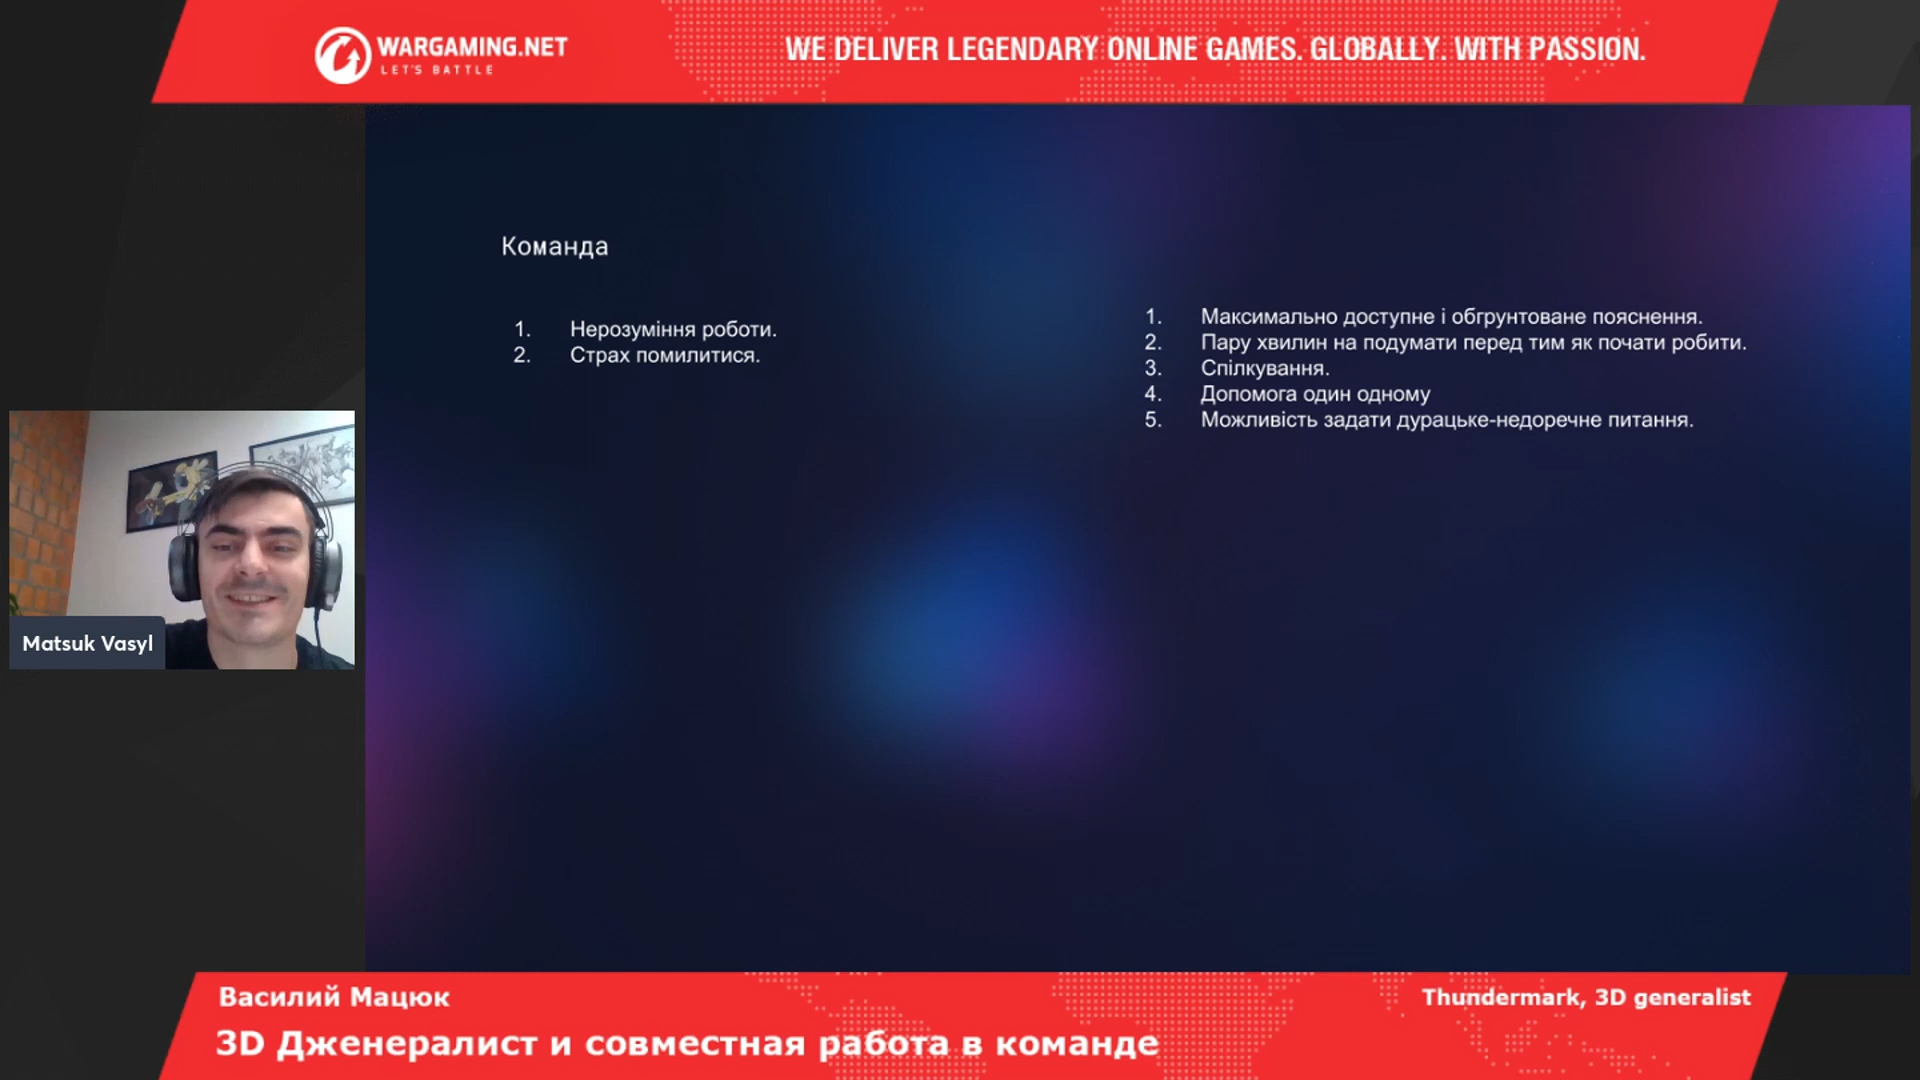 WARGAMING.NET
LET'S BATTLE
WE DELIVER LEGENDARY ONLINE GAMES. GLOBALLY. WITH PASSION.
Команда
1. Нерозуміння роботи.
2. Страх помилитися.
1. Максимально доступне і обгрунтоване пояснення.
2. Пару хвилин на подумати перед тим як почати робити.
3. Спілкування.
4. Допомога один одному
5. Можливість задати дурацьке-недоречне питання.
Matsuk Vasyl
Василий Мацюк
Thundermark, 3D generalist
3D Дженералист и совместная работа в команде